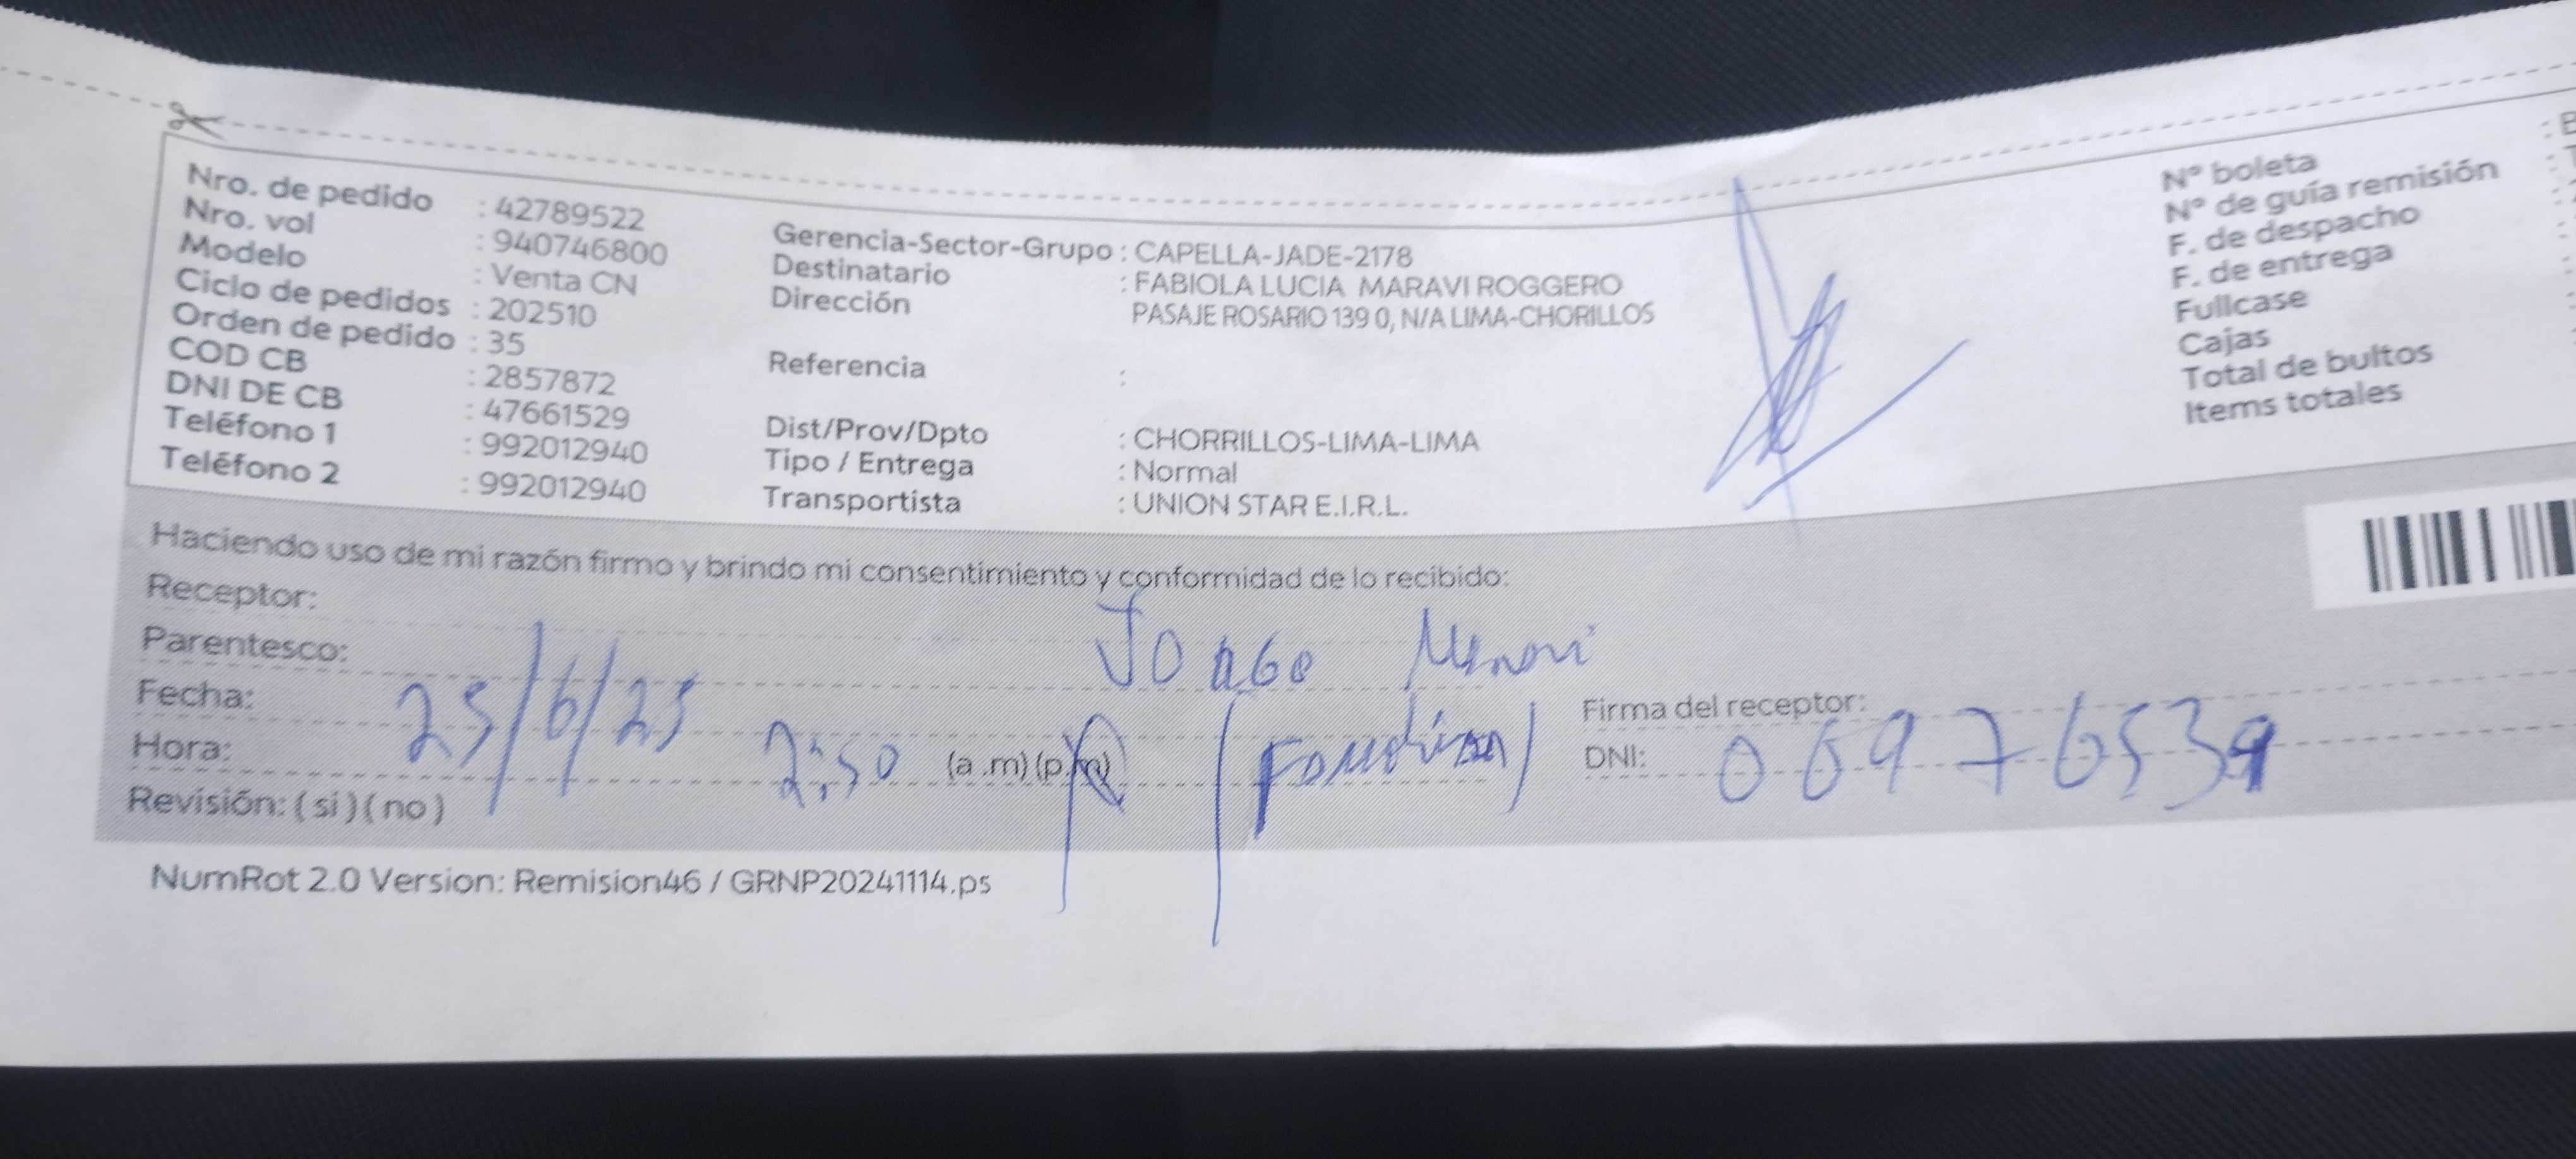 Nro. de pedido : 42789522
Nro. vol : 940746800
Modelo : Venta CN
Ciclo de pedidos : 202510
Orden de pedido : 35
COD CB : 2857872
DNI DE CB : 47661529
Teléfono 1 : 992012940
Teléfono 2 : 992012940
Gerencia-Sector-Grupo : CAPELLA-JADE-2178
Destinatario : FABIOLA LUCIA MARAVI ROGGERO
Dirección PASAJE ROSARIO 139 0, N/A LIMA-CHORILLOS
Referencia :
Dist/Prov/Dpto : CHORRILLOS-LIMA-LIMA
Tipo / Entrega : Normal
Transportista : UNION STAR E.I.R.L.
Nº boleta
Nº de guía remisión
F. de despacho
F. de entrega
Fullcase
Cajas
Total de bultos
Items totales
Haciendo uso de mi razón firmo y brindo mi consentimiento y conformidad de lo recibido:
Receptor:
Parentesco:
Fecha: 25/6/25
Hora: 2:50 (a.m) (p.m)
Revisión: ( si ) ( no )
Firma del receptor:
DNI: 06976539
NumRot 2.0 Version: Remision46 / GRNP20241114.ps